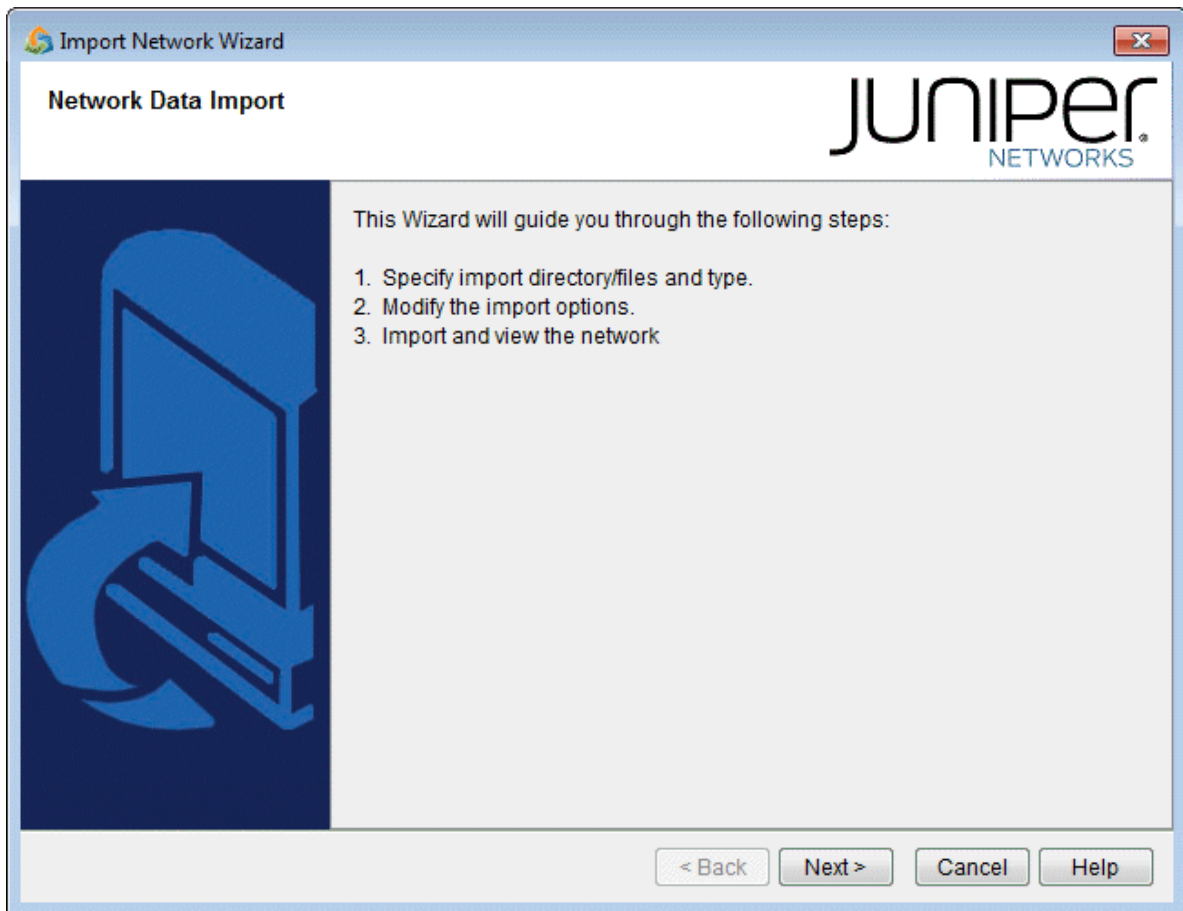 Import Network Wizard
Network Data Import
JUNIPER
NETWORKS
This Wizard will guide you through the following steps:
1. Specify import directory/files and type.
2. Modify the import options.
3. Import and view the network
< Back Next > Cancel Help